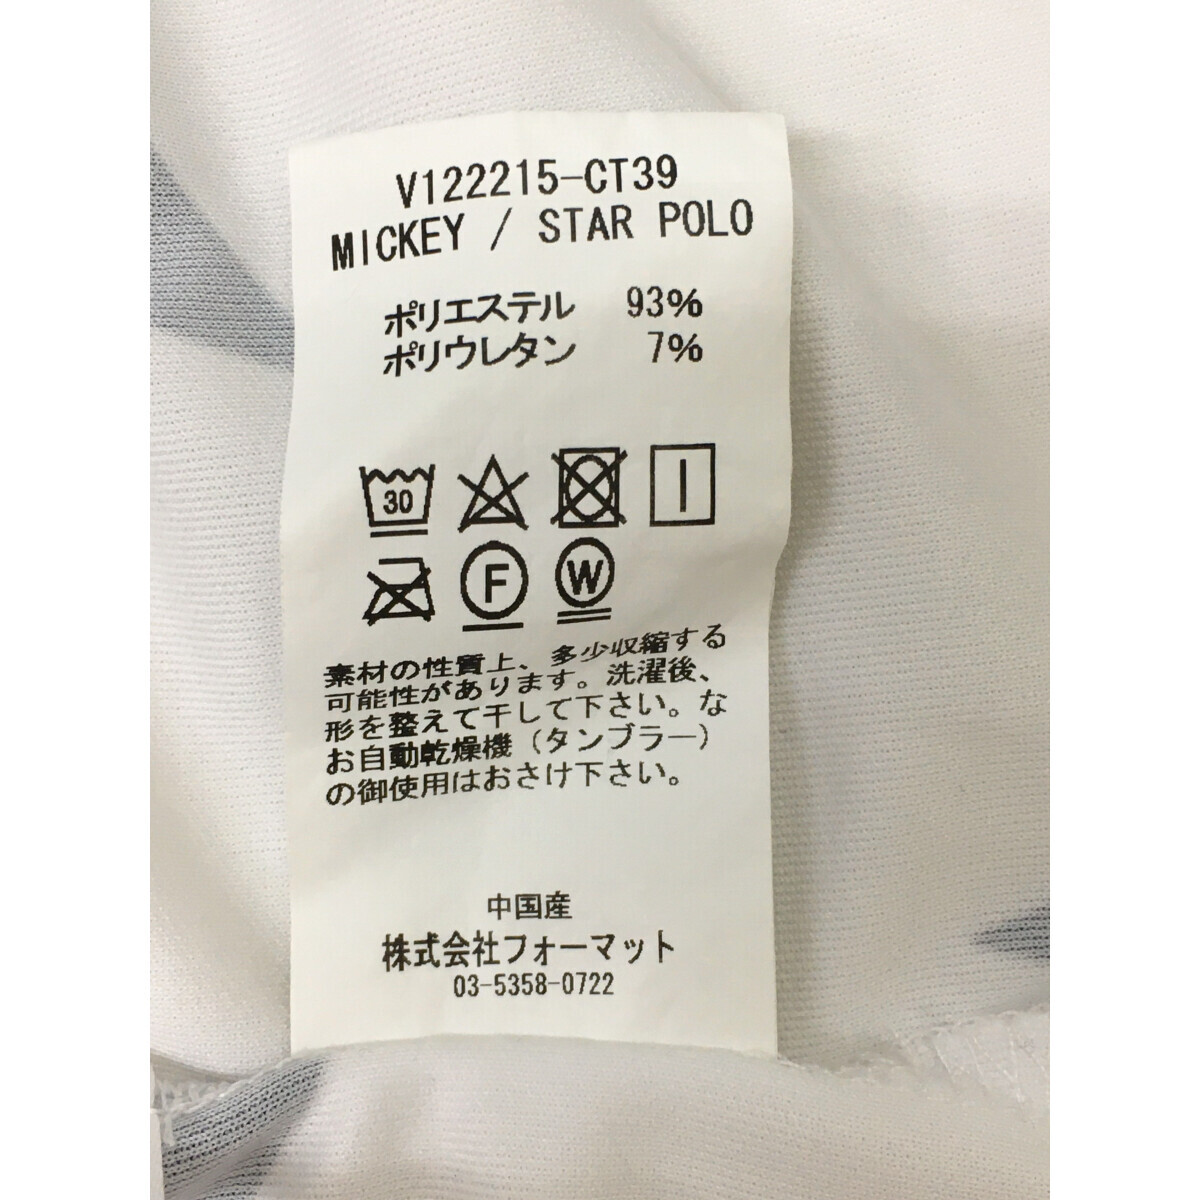 V122215-CT39
MICKEY / STAR POLO
ポリエステル 93%
ポリウレタン 7%
30
F W
素材の性質上、多少収縮する
可能性があります。洗濯後、
形を整えて干して下さい。な
お自動乾燥機(タンブラー)
の御使用はおさけ下さい。
中国産
株式会社フォーマット
03-5358-0722